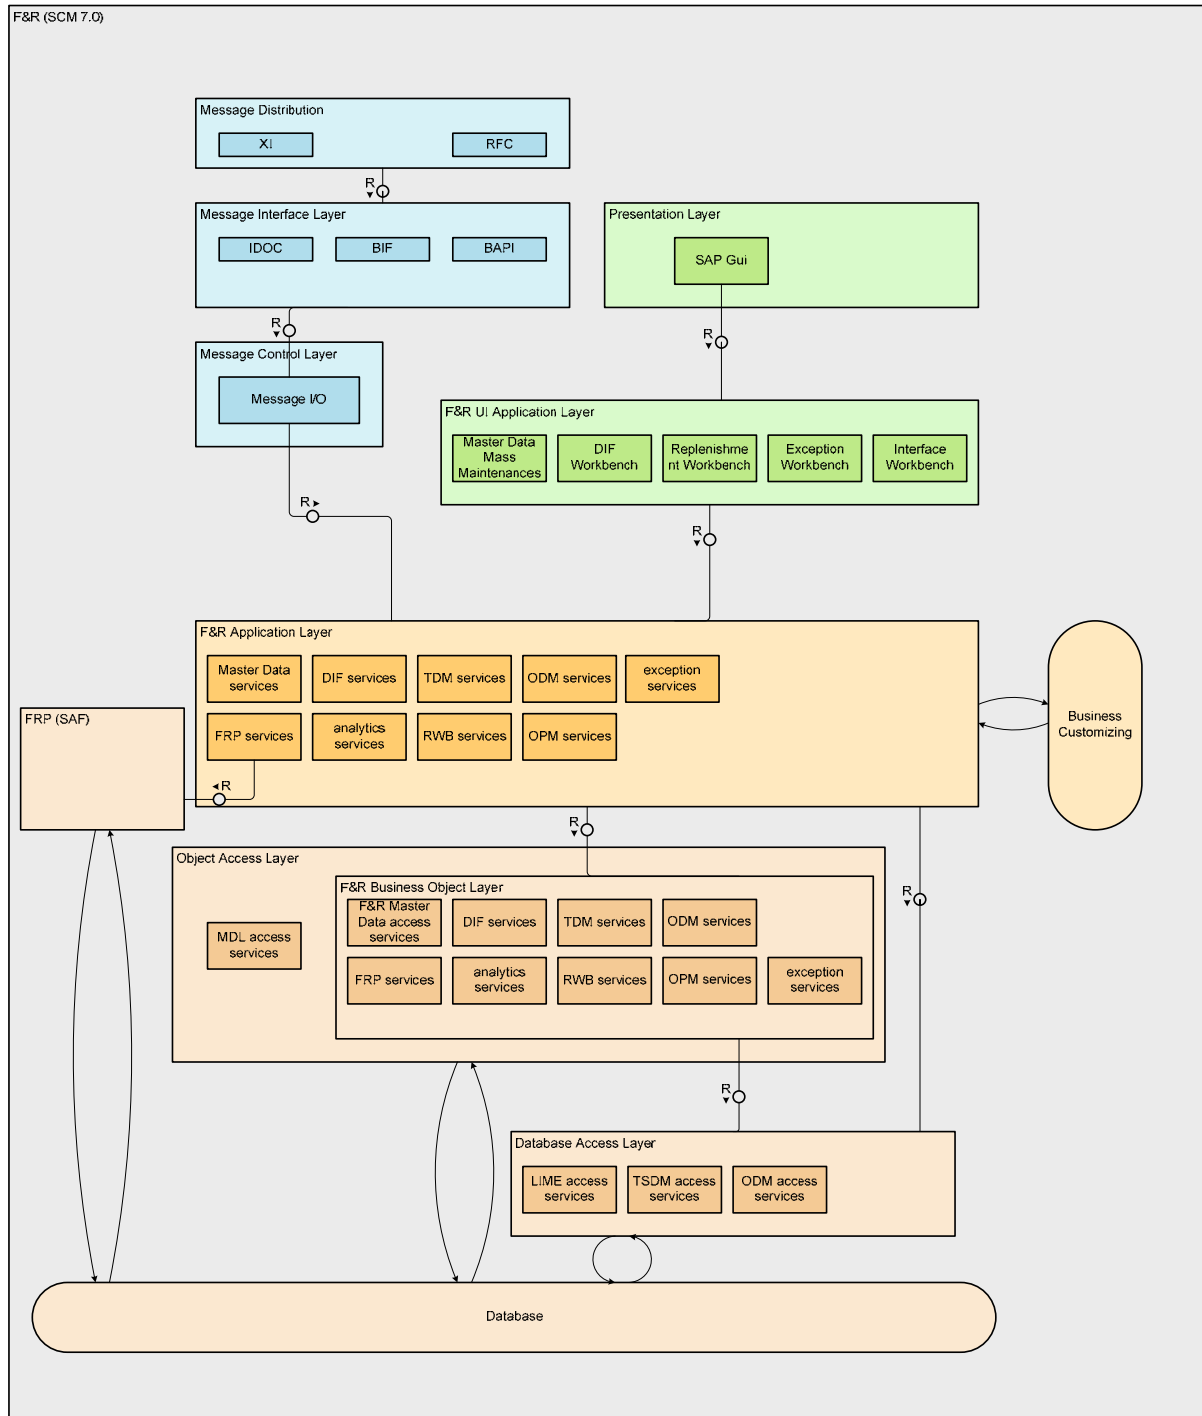 F&R (SCM 7.0)
Message Distribution
XI
RFC
R
Message Interface Layer
IDOC
BIF
BAPI
Presentation Layer
SAP Gui
R
Message Control Layer
Message I/O
R
F&R UI Application Layer
Master Data
Mass
Maintenances
DIF
Workbench
Replenishme
nt Workbench
Exception
Workbench
Interface
Workbench
R
R
F&R Application Layer
Master Data
services
DIF services
TDM services
ODM services
exception
services
FRP services
analytics
services
RWB services
OPM services
Business
Customizing
FRP (SAF)
R
R
Object Access Layer
F&R Business Object Layer
F&R Master
Data access
services
DIF services
TDM services
ODM services
MDL access
services
FRP services
analytics
services
RWB services
OPM services
exception
services
R
R
Database Access Layer
LIME access
services
TSDM access
services
ODM access
services
Database